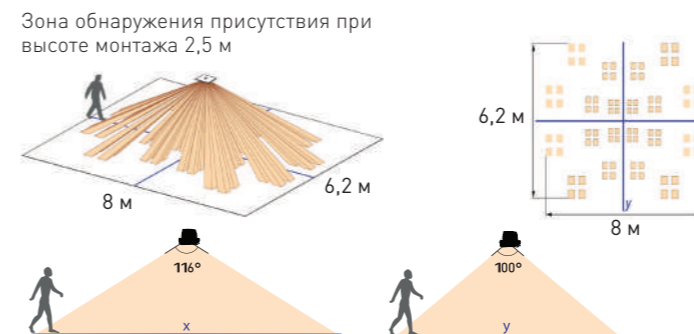 Зона обнаружения присутствия при
высоте монтажа 2,5 м
6,2 м
8 м
6,2 м
y
8 м
116°
x
100°
y